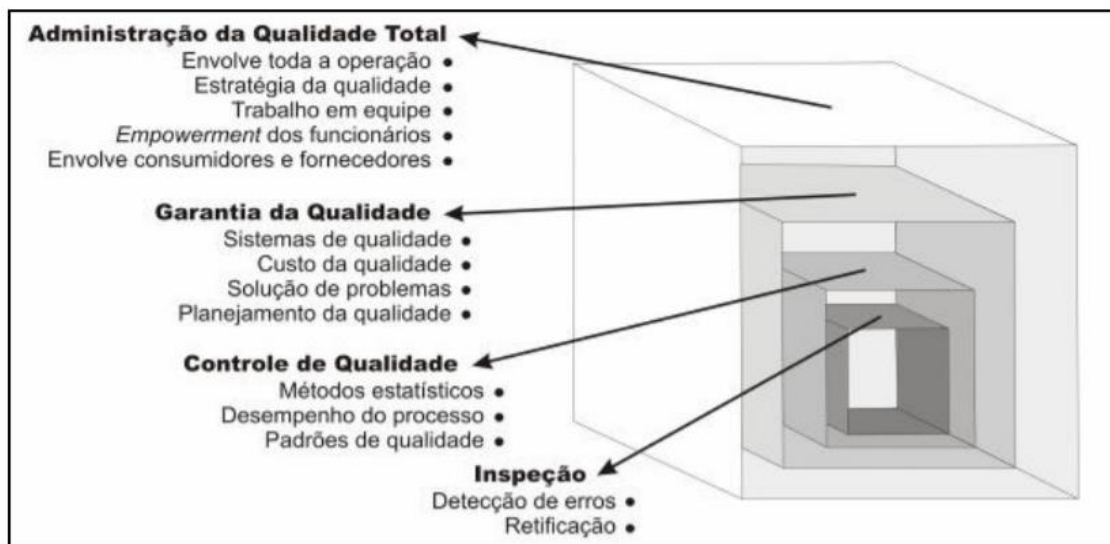 Administração da Qualidade Total
Envolve toda a operação •
Estratégia da qualidade •
Trabalho em equipe •
Empowerment dos funcionários •
Envolve consumidores e fornecedores •
Garantia da Qualidade
Sistemas de qualidade •
Custo da qualidade •
Solução de problemas •
Planejamento da qualidade •
Controle de Qualidade
Métodos estatísticos •
Desempenho do processo •
Padrões de qualidade •
Inspeção
Detecção de erros •
Retificação •